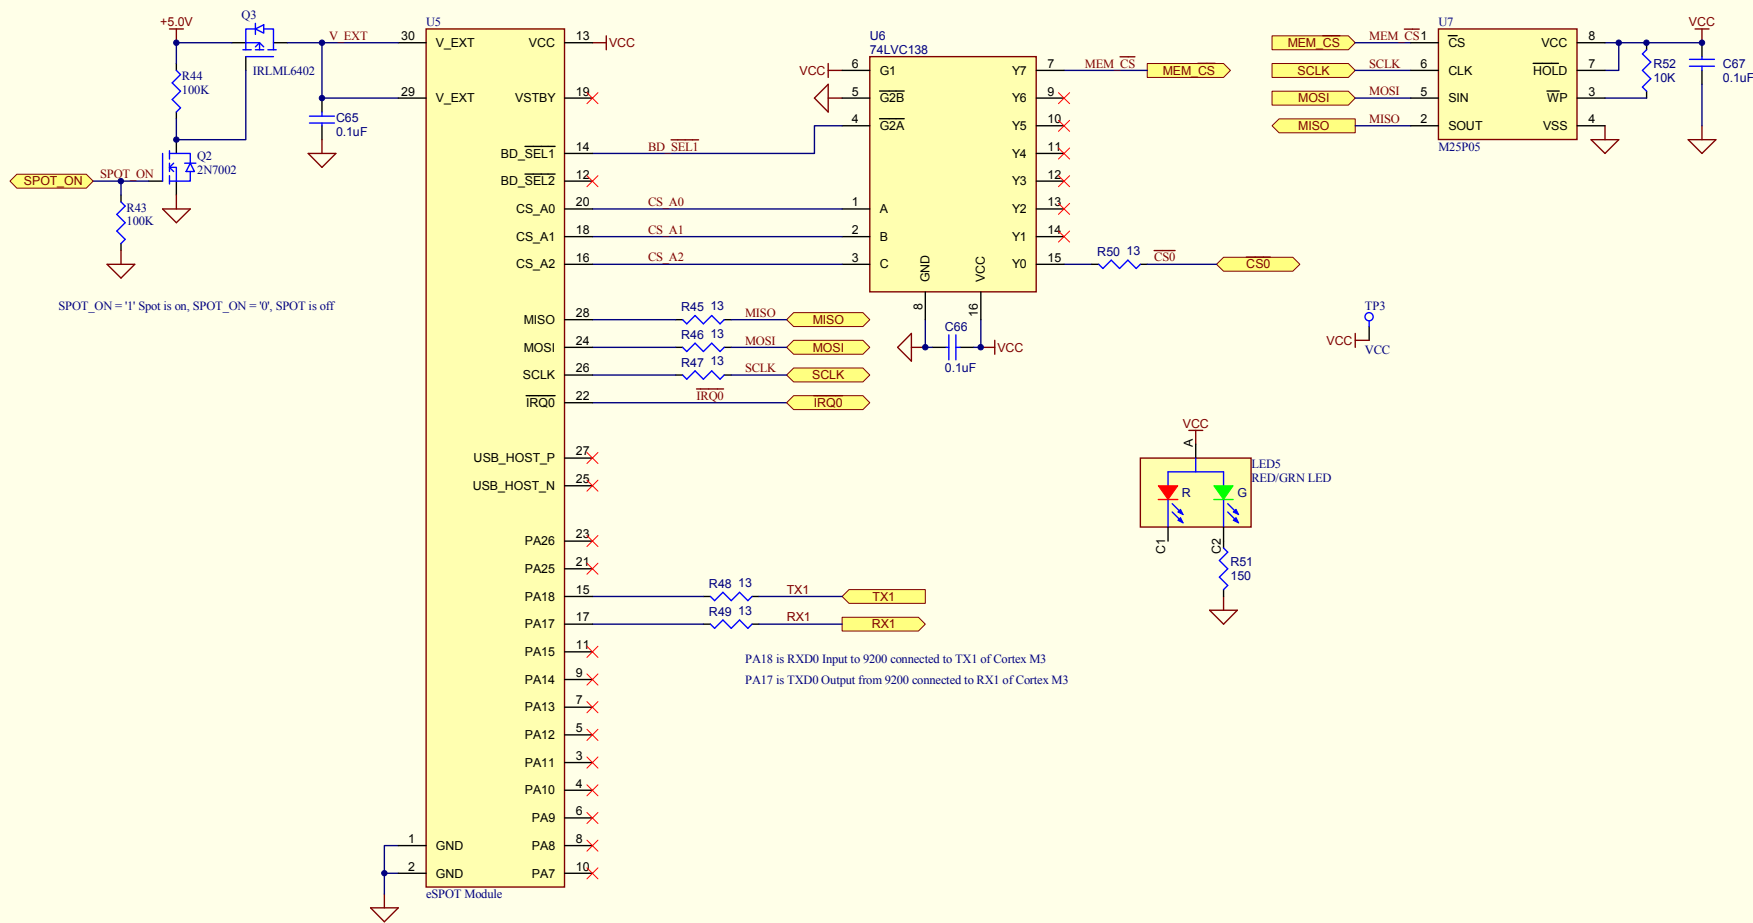 +5.0V
Q3
IRLML6402
V_EXT
R44
100K
C65
0.1uF
Q2
2N7002
SPOT_ON
SPOT_ON
R43
100K
SPOT_ON = '1' Spot is on, SPOT_ON = '0', SPOT is off
U5
30 V_EXT
29 V_EXT
1 GND
2 GND
VCC 13 VCC
VSTBY 19
BD_SEL1 14 BD_SEL1
BD_SEL2 12
CS_A0 20 CS_A0
CS_A1 18 CS_A1
CS_A2 16 CS_A2
MISO 28 R45 13 MISO MISO
MOSI 24 R46 13 MOSI MOSI
SCLK 26 R47 13 SCLK SCLK
IRQ0 22 IRQ0 IRQ0
USB_HOST_P 27
USB_HOST_N 25
PA26 23
PA25 21
PA18 15 R48 13 TX1 TX1
PA17 17 R49 13 RX1 RX1
PA15 11
PA14 9
PA13 7
PA12 5
PA11 3
PA10 4
PA9 6
PA8 8
PA7 10
eSPOT Module
PA18 is RXD0 Input to 9200 connected to TX1 of Cortex M3
PA17 is TXD0 Output from 9200 connected to RX1 of Cortex M3
U6
74LVC138
VCC 6 G1
5 G2B
4 G2A
1 A
2 B
3 C
Y7 7 MEM_CS MEM_CS
Y6 9
Y5 10
Y4 11
Y3 12
Y2 13
Y1 14
Y0 15 R50 13 CS0 CS0
GND
VCC
8
16
C66
0.1uF
VCC
U7
MEM_CS MEM_CS 1 CS
SCLK SCLK 6 CLK
MOSI MOSI 5 SIN
MISO MISO 2 SOUT
VCC 8
HOLD 7
WP 3
VSS 4
M25P05
VCC
R52
10K
C67
0.1uF
TP3
VCC
VCC
VCC
A
LED5
RED/GRN LED
R
G
C1
C2
R51
150